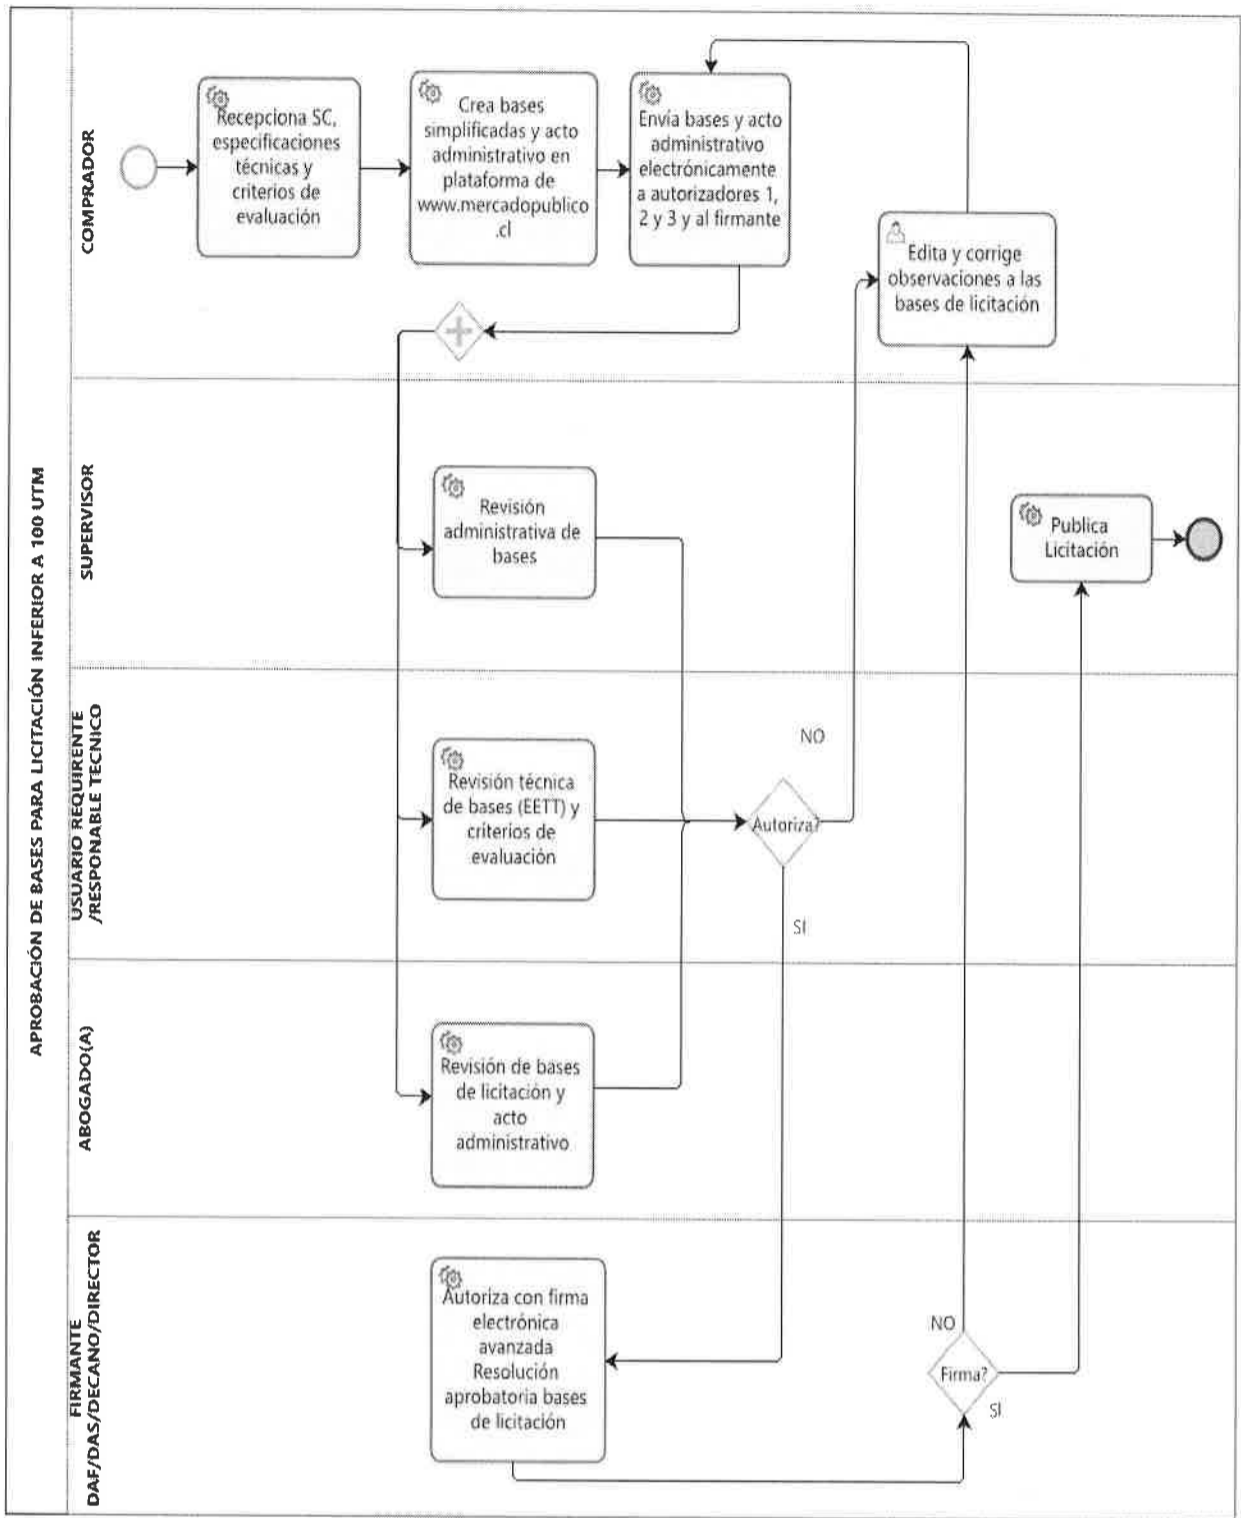 APROBACIÓN DE BASES PARA LICITACIÓN INFERIOR A 100 UTM
COMPRADOR
Recepciona SC,
especificaciones
técnicas y
criterios de
evaluación
Crea bases
simplificadas y acto
administrativo en
plataforma de
www.mercadopublico
.cl
Envía bases y acto
administrativo
electrónicamente
a autorizadores 1,
2 y 3 y al firmante
Edita y corrige
observaciones a las
bases de licitación
SUPERVISOR
Revisión
administrativa de
bases
Publica
Licitación
USUARIO REQUIRENTE
/RESPONABLE TECNICO
Revisión técnica
de bases (EETT) y
criterios de
evaluación
Autoriza?
NO
SI
ABOGADO(A)
Revisión de bases
de licitación y
acto
administrativo
FIRMANTE
DAF/DAS/DECANO/DIRECTOR
Autoriza con firma
electrónica
avanzada
Resolución
aprobatoria bases
de licitación
NO
Firma?
SI